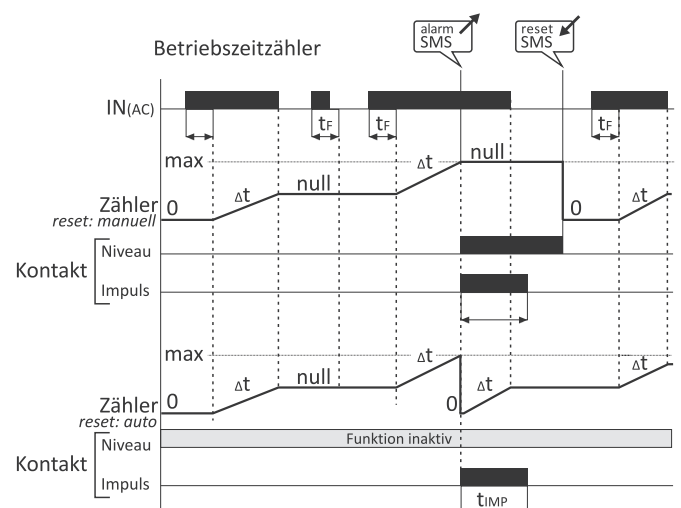 alarm
SMS
reset
SMS
Betriebszeitzähler
IN(AC)
tF
tF
tF
max
Δt
null
Zähler
0
Δt
null
0
Δt
reset: manuell
Kontakt
Niveau
Impuls
max
Δt
Δt
Zähler
0
Δt
null
0
Δt
reset: auto
Kontakt
Niveau
Funktion inaktiv
Impuls
tIMP